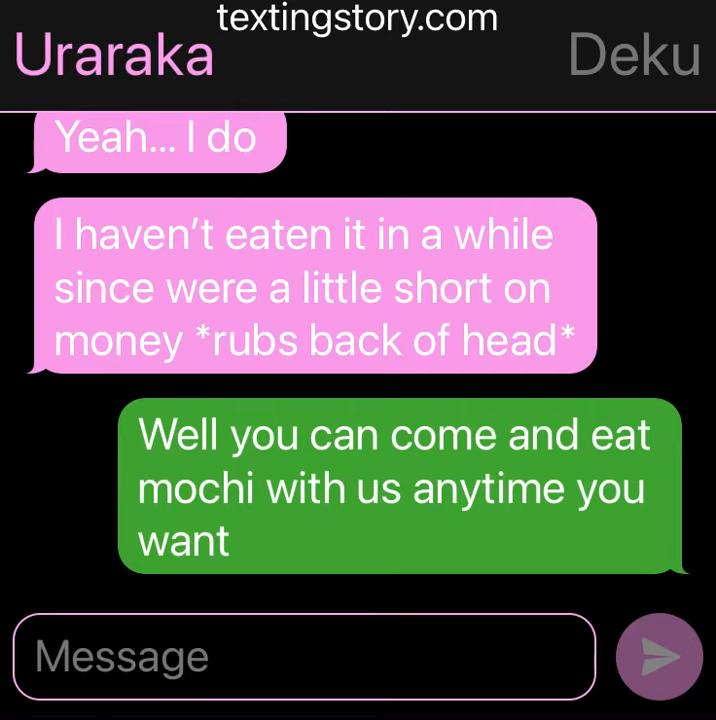 textingstory.com
Uraraka
Deku
Yeah... I do
I haven’t eaten it in a while
since were a little short on
money *rubs back of head*
Well you can come and eat
mochi with us anytime you
want
Message